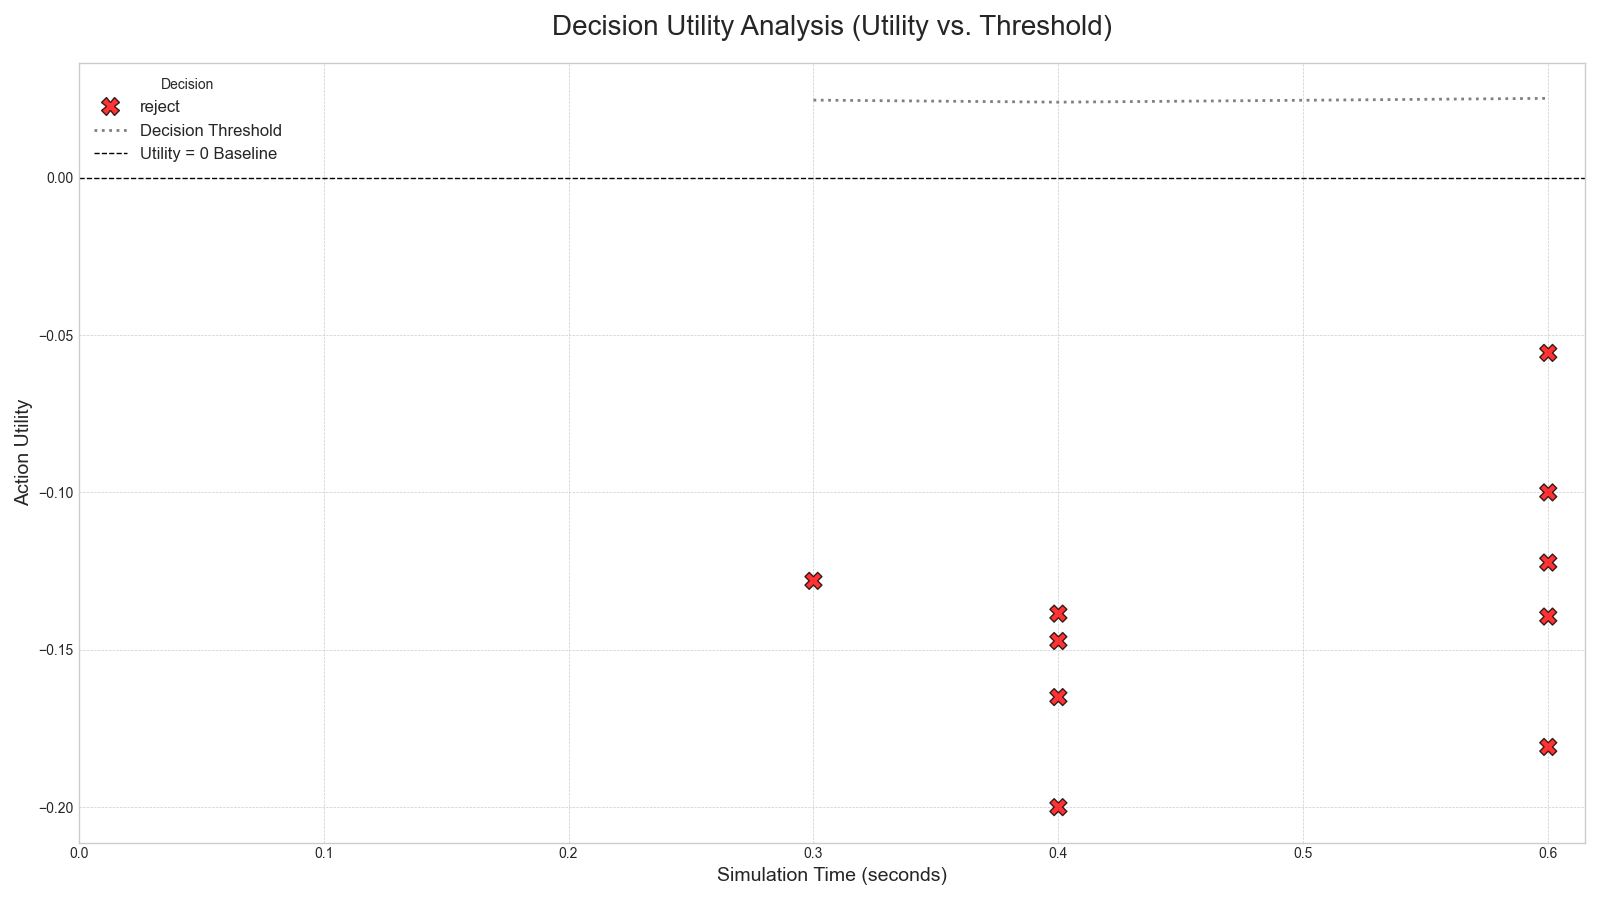 Decision Utility Analysis (Utility vs. Threshold)
Decision
reject
Decision Threshold
Utility = 0 Baseline
Action Utility
0.00
−0.05
−0.10
−0.15
−0.20
0.0 0.1 0.2 0.3 0.4 0.5 0.6
Simulation Time (seconds)